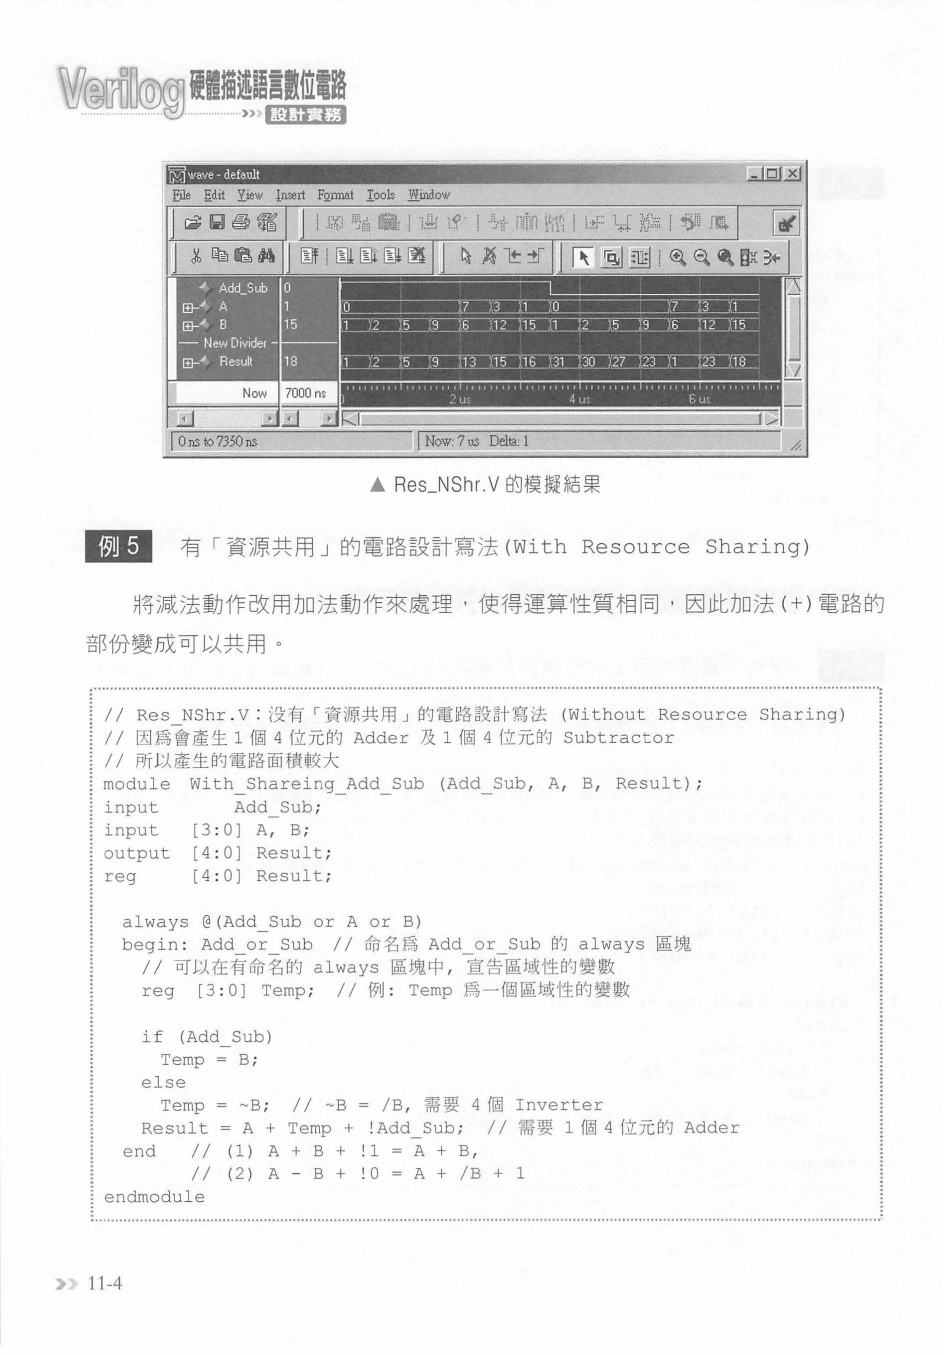 Verilog 硬體描述語言數位電路
設計實務
wave - default
File Edit View Insert Format Tools Window
Add_Sub 0
A 1 0 7 3 1 0 7 3 1
B 15 1 2 5 9 6 12 15 1 2 5 9 6 12 15
New Divider
Result 18 1 2 5 9 13 15 16 31 30 27 23 1 23 18
Now 7000 ns
2 us 4 us 6 us
0 ns to 7350 ns Now: 7 us Delta: 1
▲ Res_NShr.V 的模擬結果
例 5 有「資源共用」的電路設計寫法(With Resource Sharing)
將減法動作改用加法動作來處理，使得運算性質相同，因此加法(+)電路的
部份變成可以共用。
// Res_NShr.V：沒有「資源共用」的電路設計寫法 (Without Resource Sharing)
// 因為會產生 1 個 4 位元的 Adder 及 1 個 4 位元的 Subtractor
// 所以產生的電路面積較大
module With_Shareing_Add_Sub (Add_Sub, A, B, Result);
input Add_Sub;
input [3:0] A, B;
output [4:0] Result;
reg [4:0] Result;
always @(Add_Sub or A or B)
begin: Add_or_Sub // 命名為 Add_or_Sub 的 always 區塊
// 可以在有命名的 always 區塊中, 宣告區域性的變數
reg [3:0] Temp; // 例: Temp 為一個區域性的變數
if (Add_Sub)
Temp = B;
else
Temp = ~B; // ~B = /B, 需要 4 個 Inverter
Result = A + Temp + !Add_Sub; // 需要 1 個 4 位元的 Adder
end // (1) A + B + !1 = A + B,
// (2) A - B + !0 = A + /B + 1
endmodule
11-4